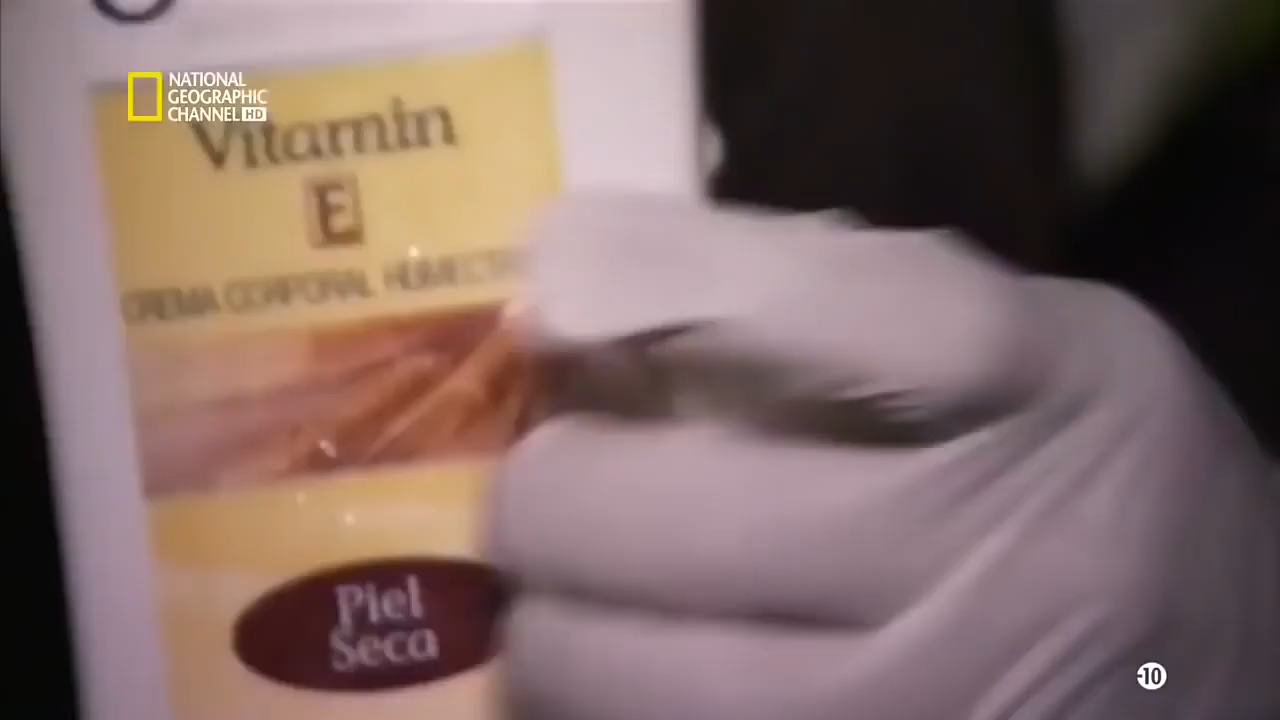 NATIONAL
GEOGRAPHIC
CHANNEL HD
Vitamin
E
CREMA CORPORAL
Piel
Seca
-10